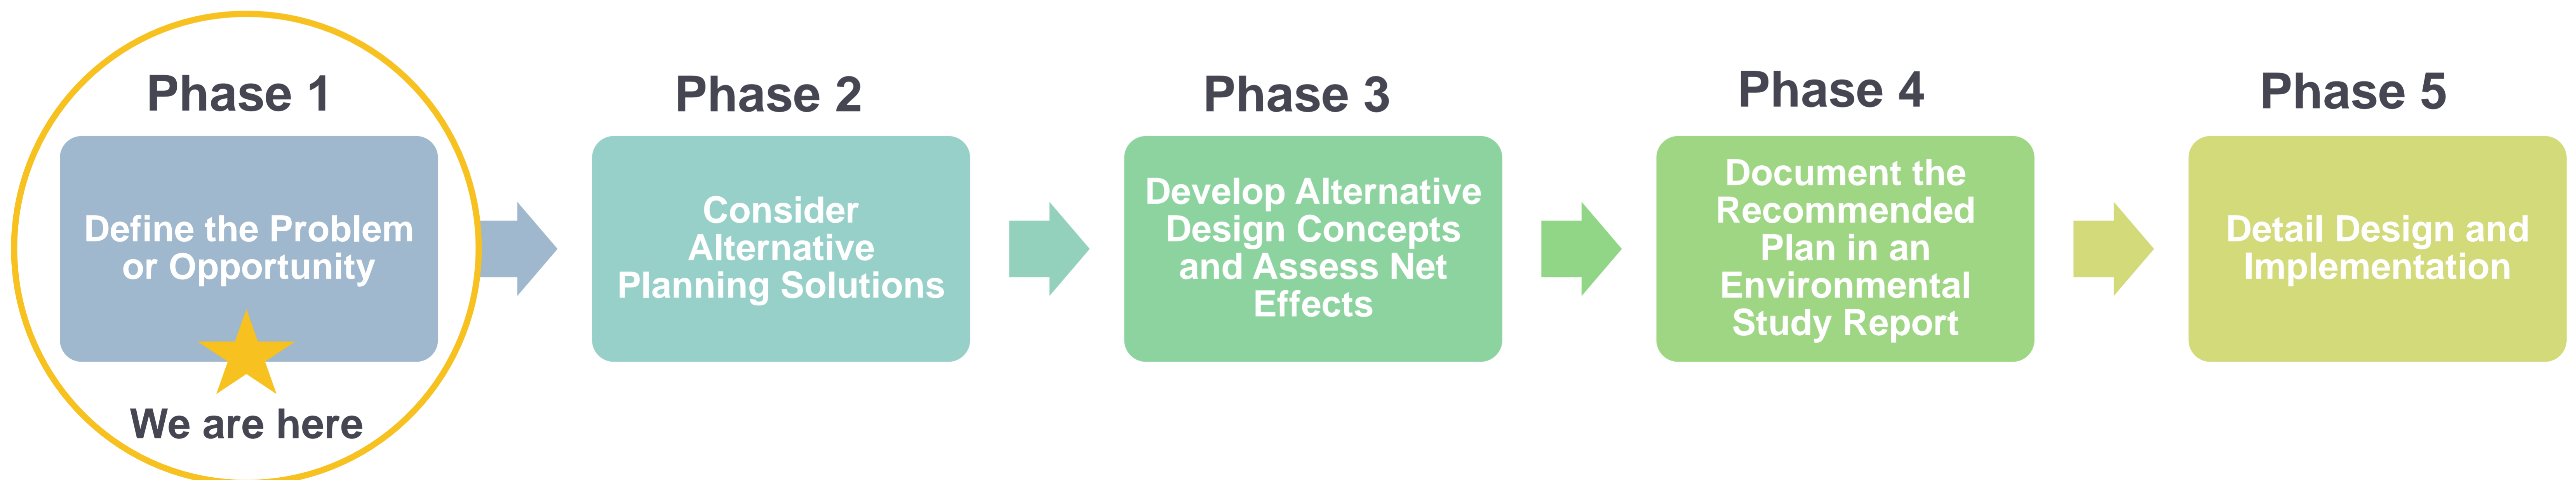 Phase 1
Define the Problem
or Opportunity
We are here
Phase 2
Consider
Alternative
Planning Solutions
Phase 3
Develop Alternative
Design Concepts
and Assess Net
Effects
Phase 4
Document the
Recommended
Plan in an
Environmental
Study Report
Phase 5
Detail Design and
Implementation